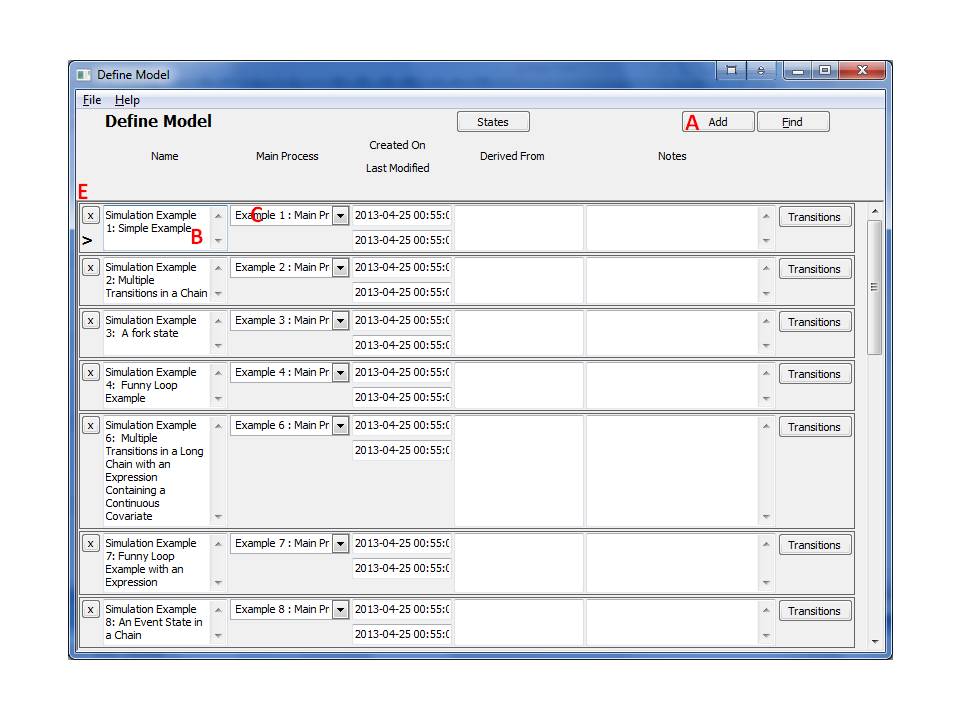 Define Model
File Help
Define Model
States
A Add
Find
Name
Main Process
Created On
Last Modified
Derived From
Notes
E
x
>
Simulation Example
1: Simple Example
B
Example 1 : Main Pr
C
2013-04-25 00:55:0
2013-04-25 00:55:0
Transitions
x
Simulation Example
2: Multiple
Transitions in a Chain
Example 2 : Main Pr
2013-04-25 00:55:0
2013-04-25 00:55:0
Transitions
x
Simulation Example
3: A fork state
Example 3 : Main Pr
2013-04-25 00:55:0
2013-04-25 00:55:0
Transitions
x
Simulation Example
4: Funny Loop
Example
Example 4 : Main Pr
2013-04-25 00:55:0
2013-04-25 00:55:0
Transitions
x
Simulation Example
6: Multiple
Transitions in a Long
Chain with an
Expression
Containing a
Continuous
Covariate
Example 6 : Main Pr
2013-04-25 00:55:0
2013-04-25 00:55:0
Transitions
x
Simulation Example
7: Funny Loop
Example with an
Expression
Example 7 : Main Pr
2013-04-25 00:55:0
2013-04-25 00:55:0
Transitions
x
Simulation Example
8: An Event State in
a Chain
Example 8 : Main Pr
2013-04-25 00:55:0
2013-04-25 00:55:0
Transitions